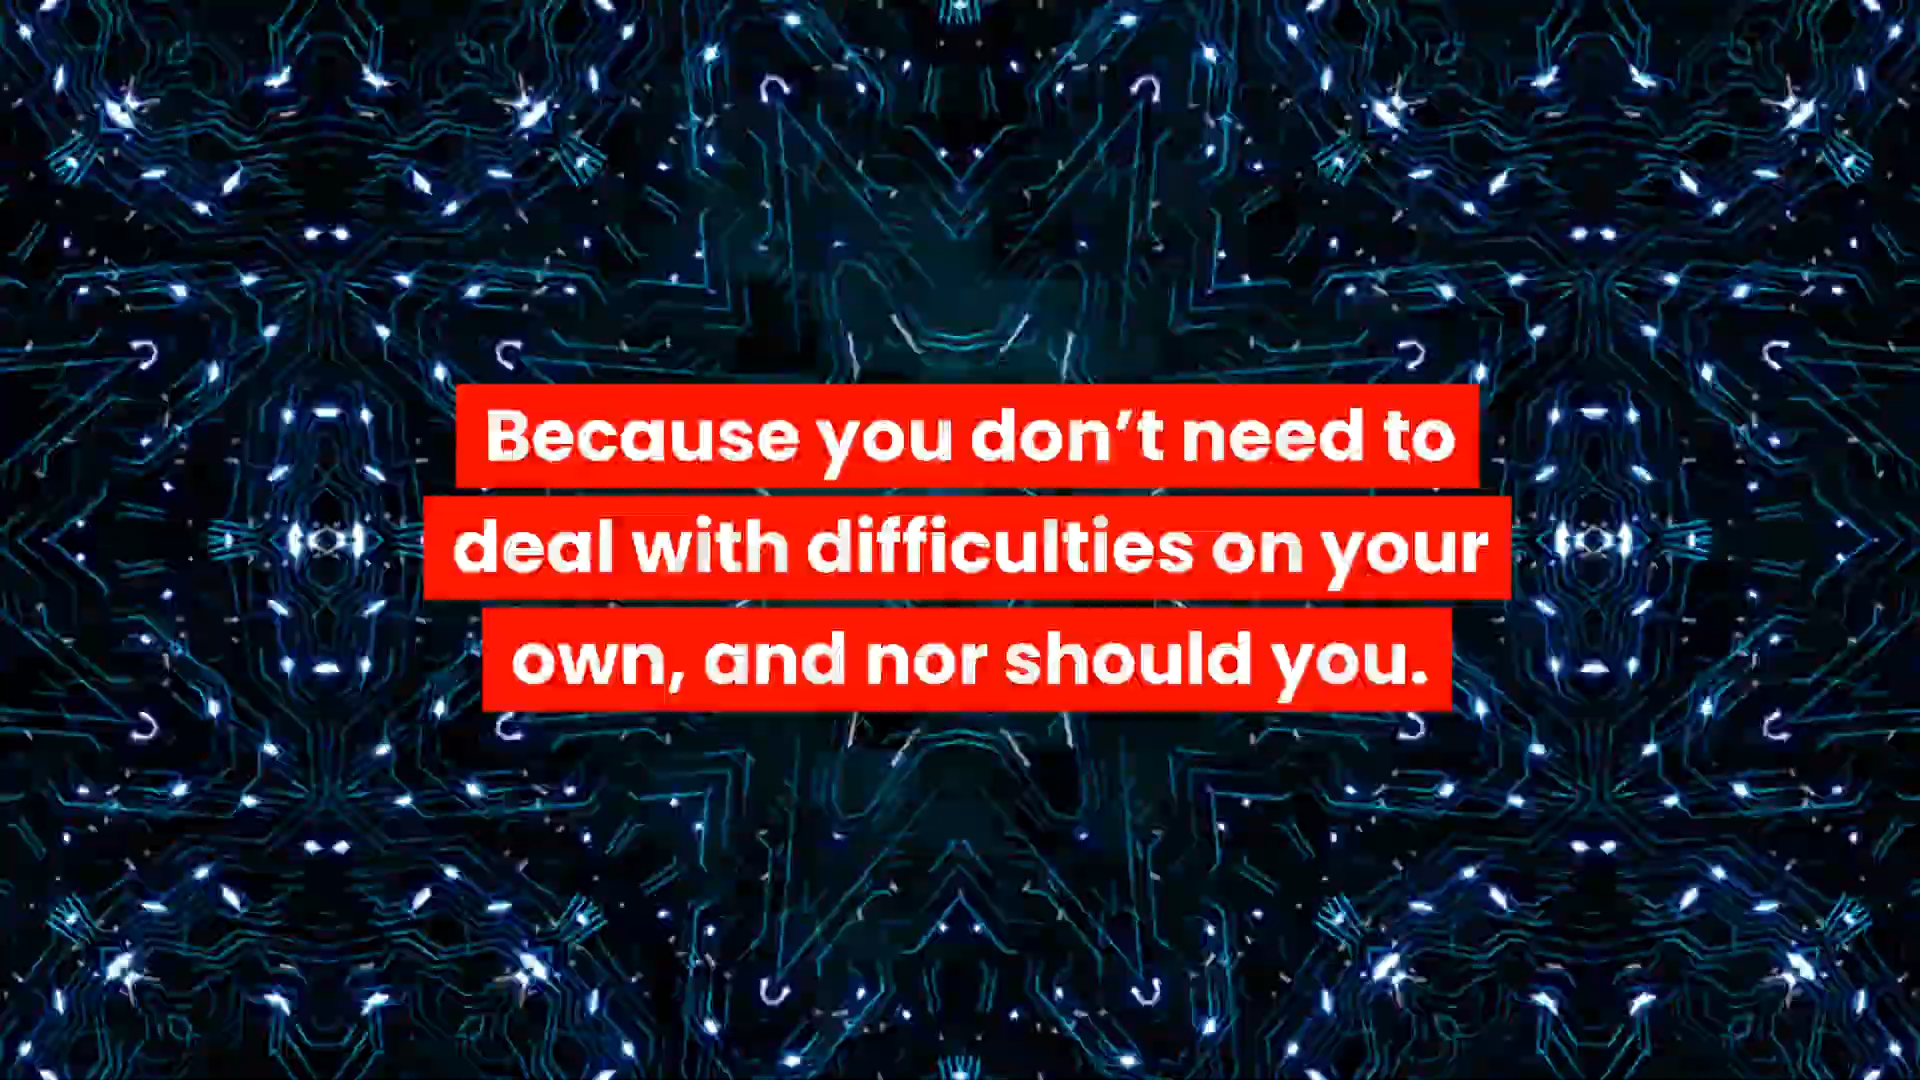 Because you don’t need to
deal with difficulties on your
own, and nor should you.